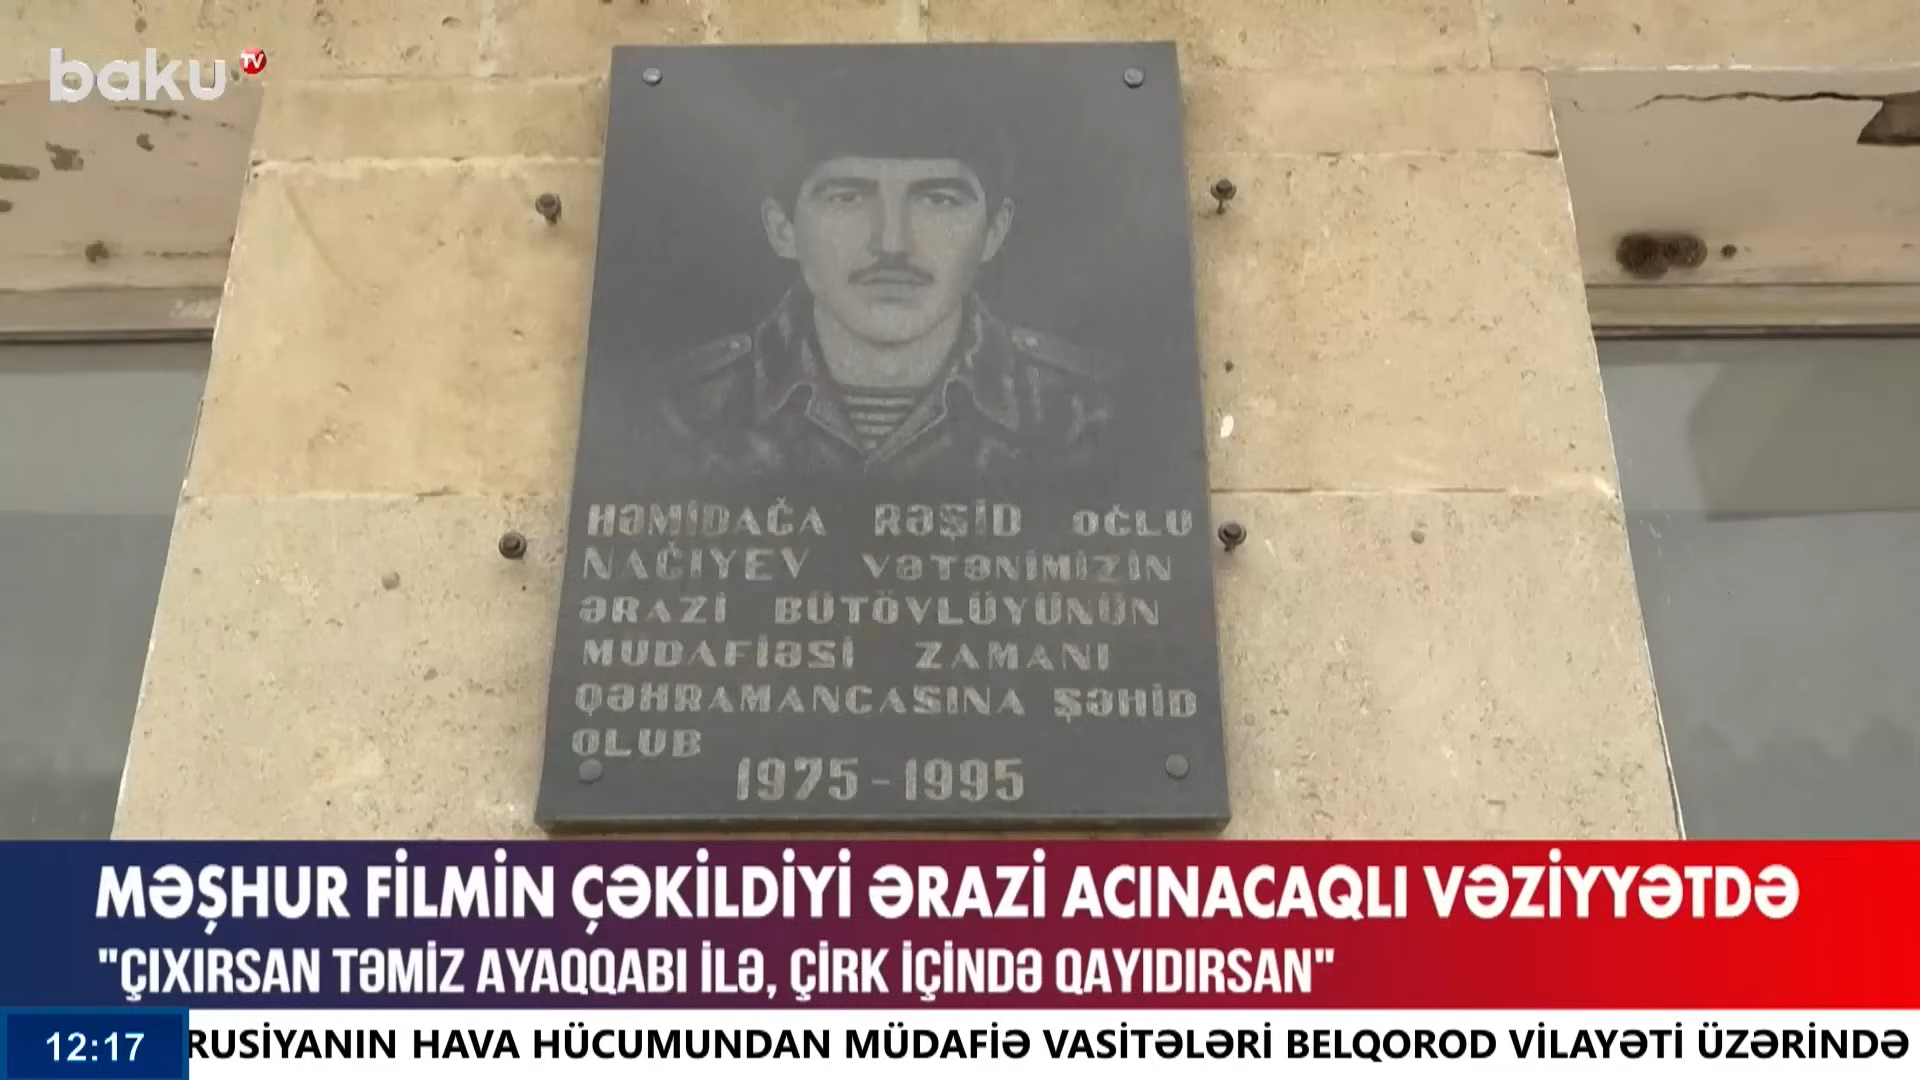 baku TV
HƏMİDAĞA RƏŞİD OĞLU
NAĞIYEV VƏTƏNİMİZİN
ƏRAZİ BÜTÖVLÜYÜNÜN
MUDAFİƏSİ ZAMANI
QƏHRAMANCASINA ŞƏHİD
OLUB
1975-1995
MƏŞHUR FİLMİN ÇƏKİLDİYİ ƏRAZİ ACINACAQLI VƏZİYYƏTDƏ
"ÇIXIRSAN TƏMİZ AYAQQABI İLƏ, ÇİRK İÇİNDƏ QAYIDIRSAN"
12:17 RUSİYANIN HAVA HÜCUMUNDAN MÜDAFİƏ VASİTƏLƏRİ BELQOROD VİLAYƏTİ ÜZƏRİNDƏ